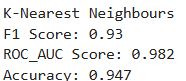 K-Nearest Neighbours
F1 Score: 0.93
ROC_AUC Score: 0.982
Accuracy: 0.947